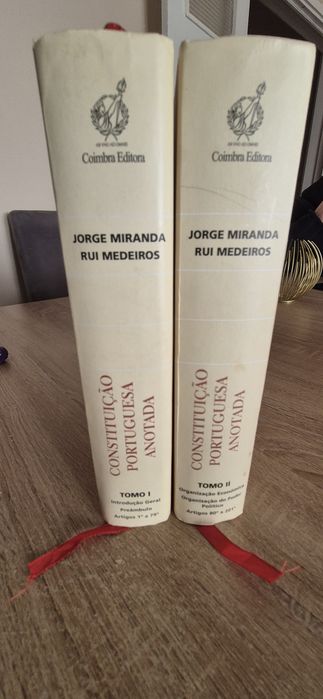 Coimbra Editora
JORGE MIRANDA
RUI MEDEIROS
CONSTITUIÇÃO
PORTUGUESA
ANOTADA
TOMO I
Introdução Geral
Preâmbulo
Artigos 1º a 79º
Coimbra Editora
JORGE MIRANDA
RUI MEDEIROS
CONSTITUIÇÃO
PORTUGUESA
ANOTADA
TOMO II
Organização Económica
Organização do Poder
Político
Artigos 80º a 201º